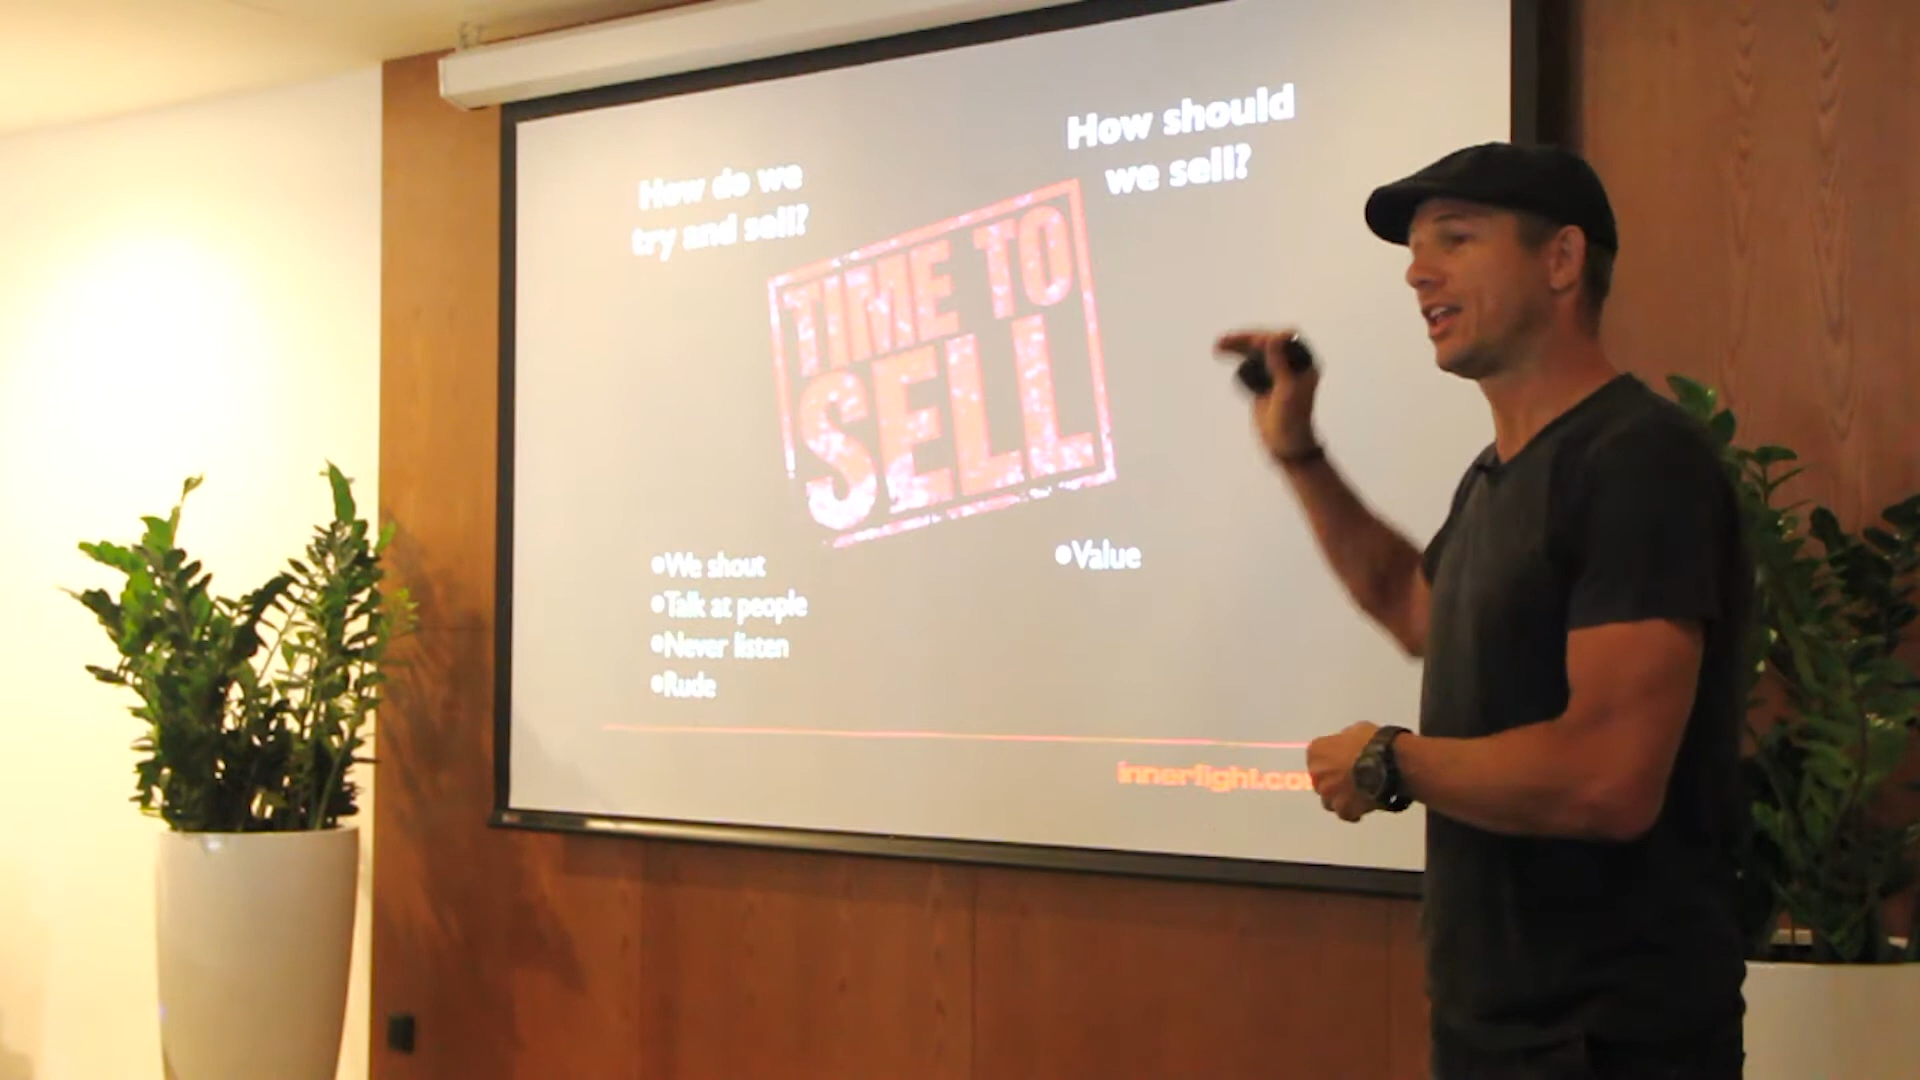 How do we
try and sell?
How should
we sell?
TIME TO
SELL
•We shout
•Talk at people
•Never listen
•Rude
•Value
innerfight.co